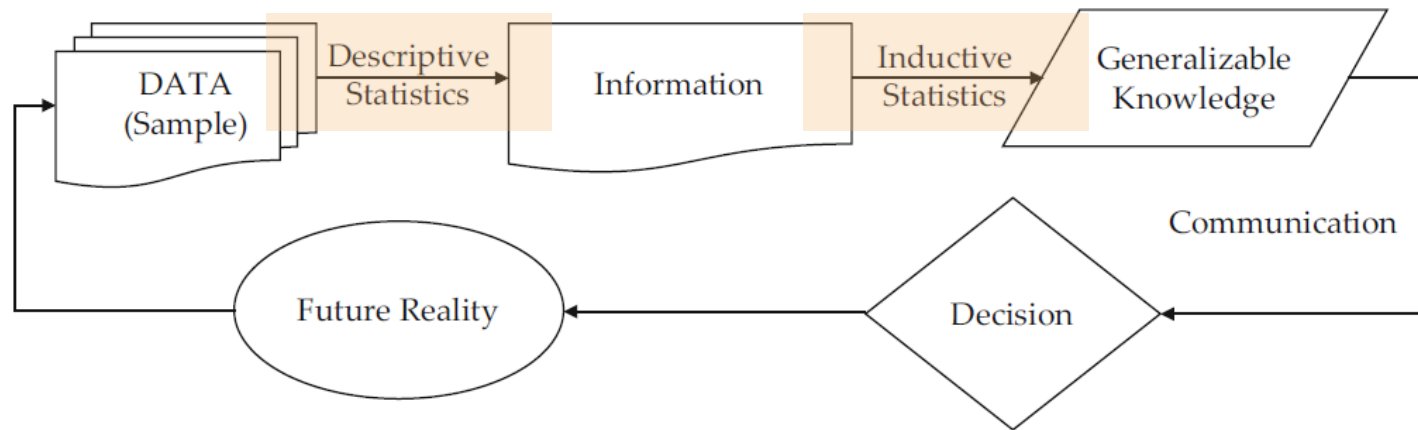 DATA
(Sample)
Descriptive
Statistics
Information
Inductive
Statistics
Generalizable
Knowledge
Communication
Decision
Future Reality